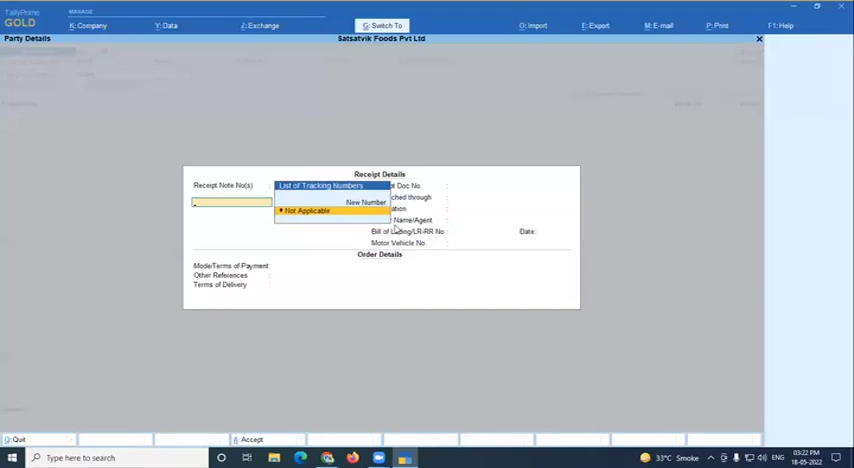 TallyPrime
GOLD
MANAGE
K: Company
Y: Data
Z: Exchange
G: Switch To
O: Import
E: Export
M: E-mail
P: Print
F1: Help
Party Details
Satsatvik Foods Pvt Ltd
Receipt Details
Receipt Note No(s) :
List of Tracking Numbers
New Number
Not Applicable
t Doc No. :
ched through :
ation :
Name/Agent :
Bill of Lading/LR-RR No. :
Date:
Motor Vehicle No. :
Order Details
Mode/Terms of Payment:
Other References :
Terms of Delivery :
Q: Quit
A: Accept
Type here to search
33°C Smoke
ENG
03:22 PM
18-05-2022